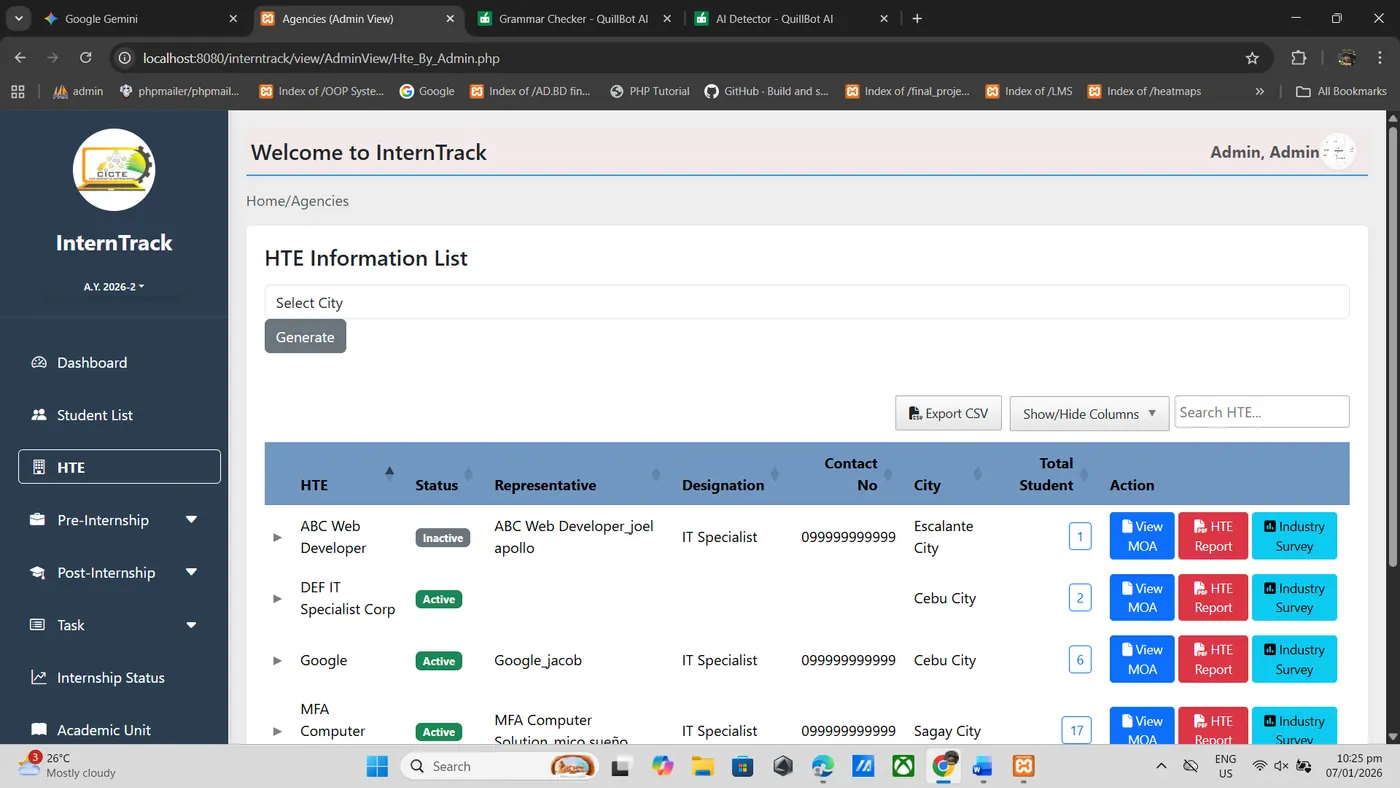 Google Gemini
Agencies (Admin View)
Grammar Checker - QuillBot AI
AI Detector - QuillBot AI
localhost:8080/interntrack/view/AdminView/Hte_By_Admin.php
admin
phpmailer/phpmail...
Index of /OOP Syste...
Google
Index of /AD.BD fin...
PHP Tutorial
GitHub - Build and s...
Index of /final_proje...
Index of /LMS
Index of /heatmaps
All Bookmarks
CICTE
InternTrack
A.Y. 2026-2
Dashboard
Student List
HTE
Pre-Internship
Post-Internship
Task
Internship Status
Academic Unit
Welcome to InternTrack
Admin, Admin
Home/Agencies
HTE Information List
Select City
Generate
Export CSV
Show/Hide Columns
Search HTE...
HTE
Status
Representative
Designation
Contact
No
City
Total
Student
Action
ABC Web
Developer
Inactive
ABC Web Developer_joel
apollo
IT Specialist
099999999999
Escalante
City
1
View
MOA
HTE
Report
Industry
Survey
DEF IT
Specialist Corp
Active
Cebu City
2
View
MOA
HTE
Report
Industry
Survey
Google
Active
Google_jacob
IT Specialist
099999999999
Cebu City
6
View
MOA
HTE
Report
Industry
Survey
MFA
Computer
Active
MFA Computer
Solution_mico sueño
IT Specialist
099999999999
Sagay City
17
View
MOA
HTE
Report
Industry
Survey
3
26°C
Mostly cloudy
Search
ENG
US
10:25 pm
07/01/2026